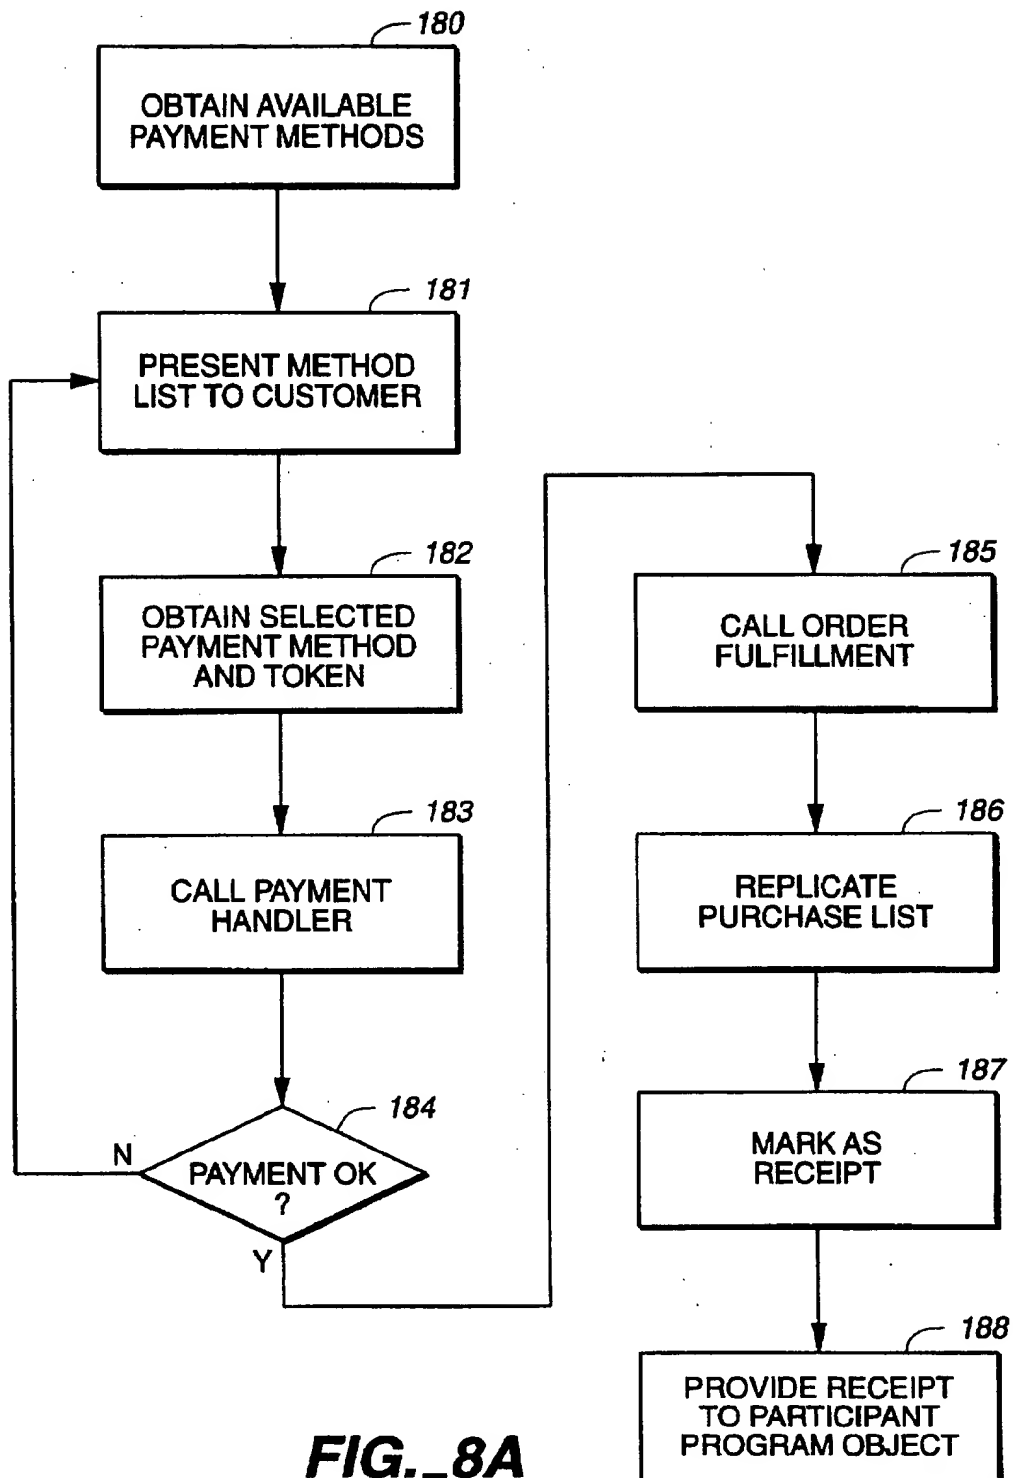 180
OBTAIN AVAILABLE
PAYMENT METHODS
181
PRESENT METHOD
LIST TO CUSTOMER
182
OBTAIN SELECTED
PAYMENT METHOD
AND TOKEN
183
CALL PAYMENT
HANDLER
184
N
PAYMENT OK
?
Y
185
CALL ORDER
FULFILLMENT
186
REPLICATE
PURCHASE LIST
187
MARK AS
RECEIPT
188
PROVIDE RECEIPT
TO PARTICIPANT
PROGRAM OBJECT
FIG._8A